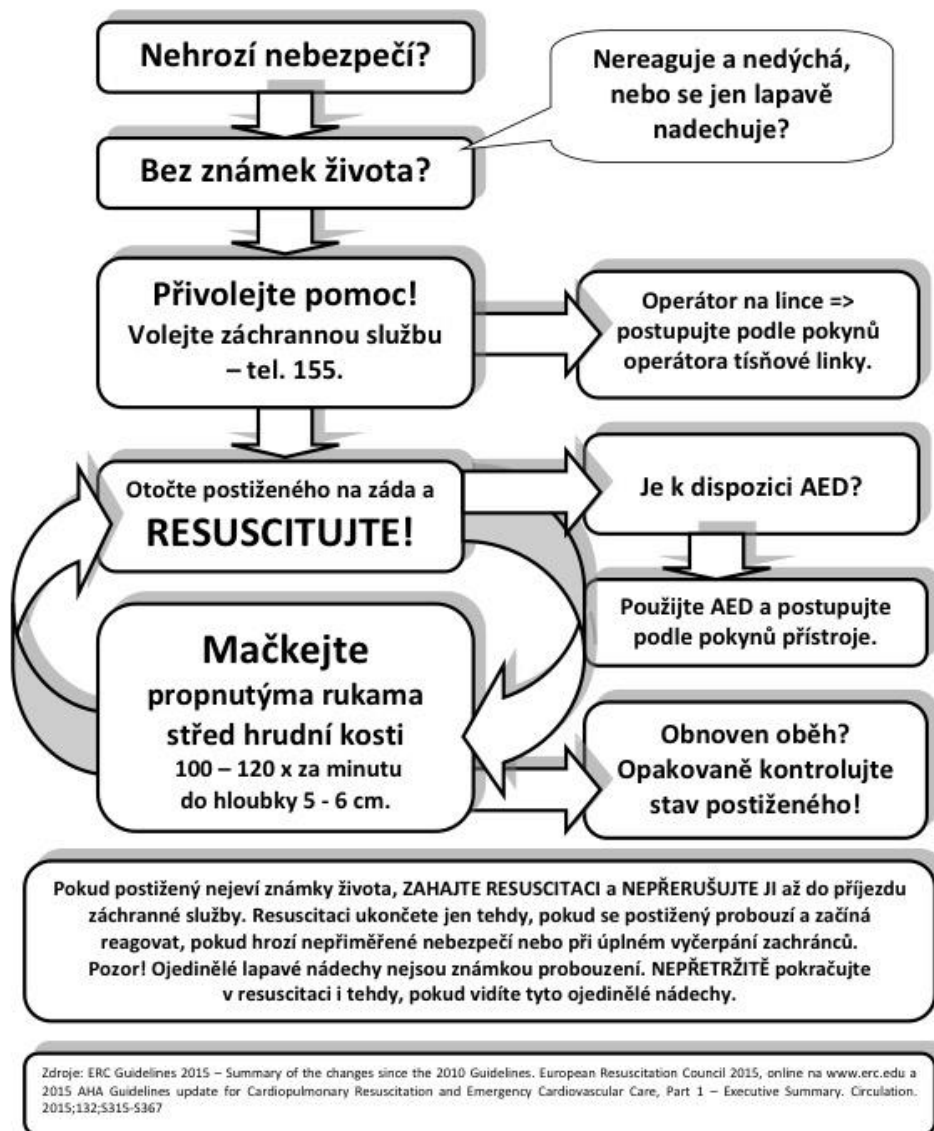 Nehrozí nebezpečí?
Nereaguje a nedýchá,
nebo se jen lapavě
nadechuje?
Bez známek života?
Přivolejte pomoc!
Volejte záchrannou službu
– tel. 155.
Operátor na lince =>
postupujte podle pokynů
operátora tísňové linky.
Otočte postiženého na záda a
RESUSCITUJTE!
Je k dispozici AED?
Použijte AED a postupujte
podle pokynů přístroje.
Mačkejte
propnutýma rukama
střed hrudní kosti
100 – 120 x za minutu
do hloubky 5 - 6 cm.
Obnoven oběh?
Opakovaně kontrolujte
stav postiženého!
Pokud postižený nejeví známky života, ZAHAJTE RESUSCITACI a NEPŘERUŠUJTE JI až do příjezdu
záchranné služby. Resuscitaci ukončete jen tehdy, pokud se postižený probouzí a začíná
reagovat, pokud hrozí nepřiměřené nebezpečí nebo při úplném vyčerpání zachránců.
Pozor! Ojedinělé lapavé nádechy nejsou známkou probouzení. NEPŘETRŽITĚ pokračujte
v resuscitaci i tehdy, pokud vidíte tyto ojedinělé nádechy.
Zdroje: ERC Guidelines 2015 – Summary of the changes since the 2010 Guidelines. European Resuscitation Council 2015, online na www.erc.edu a
2015 AHA Guidelines update for Cardiopulmonary Resuscitation and Emergency Cardiovascular Care, Part 1 – Executive Summary. Circulation.
2015;132;S315-S367